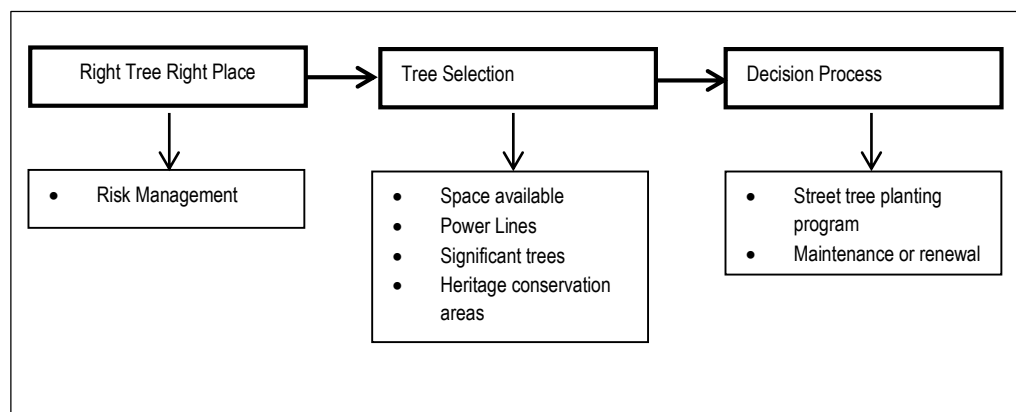 Right Tree Right Place
Tree Selection
Decision Process
• Risk Management
• Space available
• Power Lines
• Significant trees
• Heritage conservation
areas
• Street tree planting
program
• Maintenance or renewal